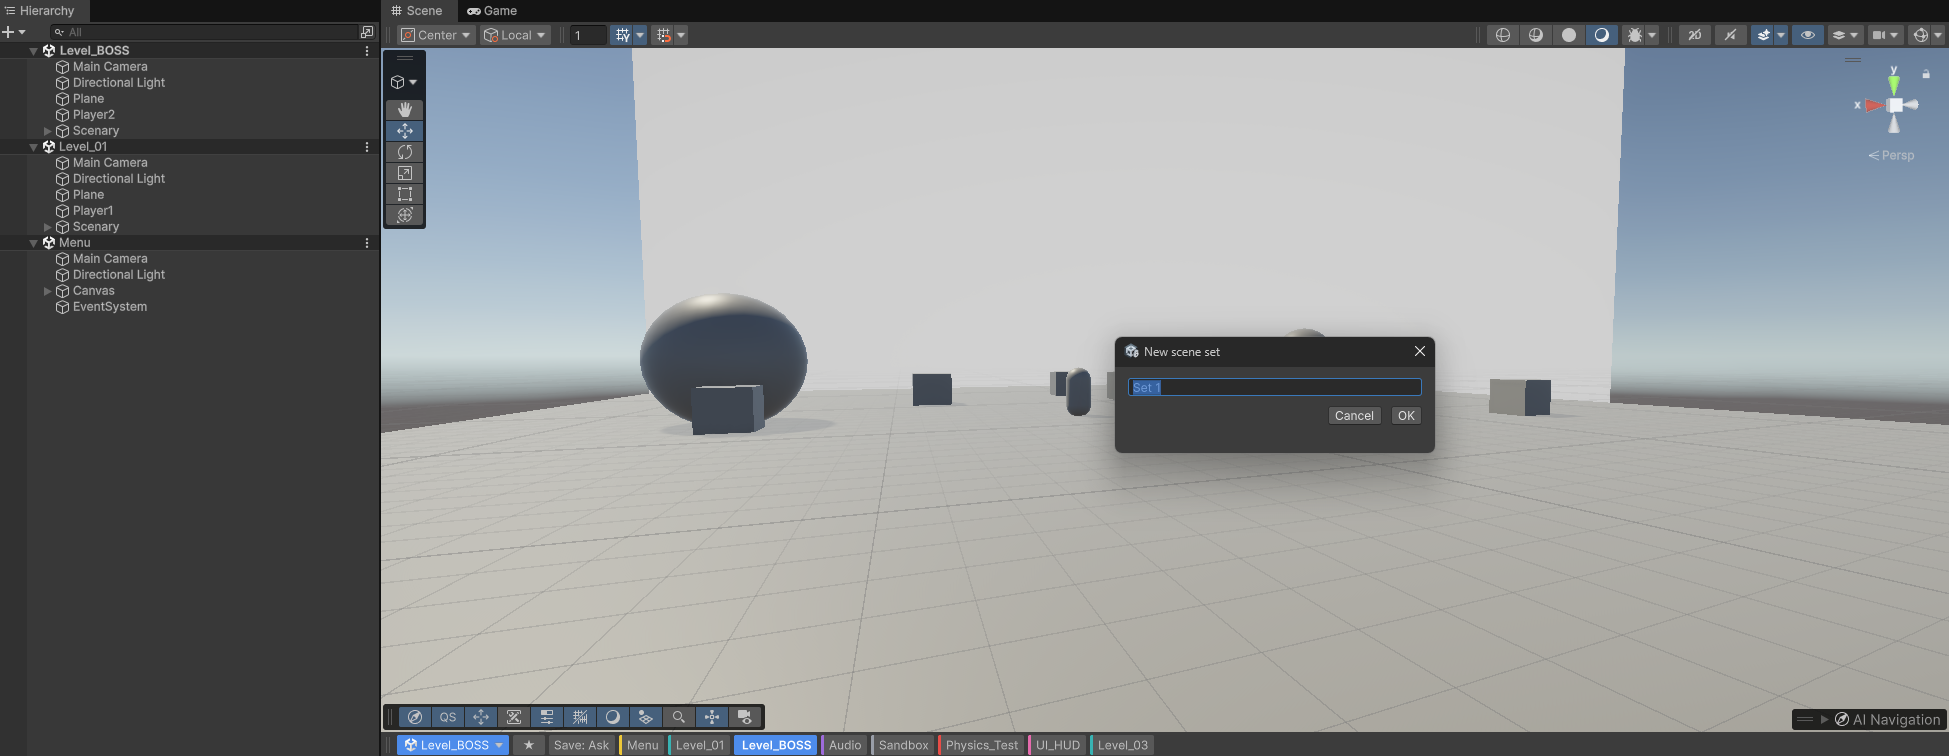 Hierarchy
All
Level_BOSS
Main Camera
Directional Light
Plane
Player2
Scenary
Level_01
Main Camera
Directional Light
Plane
Player1
Scenary
Menu
Main Camera
Directional Light
Canvas
EventSystem
Scene Game
Center Local 1 2D
y
x
Persp
New scene set
Set 1
Cancel OK
QS
AI Navigation
Level_BOSS Save: Ask Menu Level_01 Level_BOSS Audio Sandbox Physics_Test UI_HUD Level_03